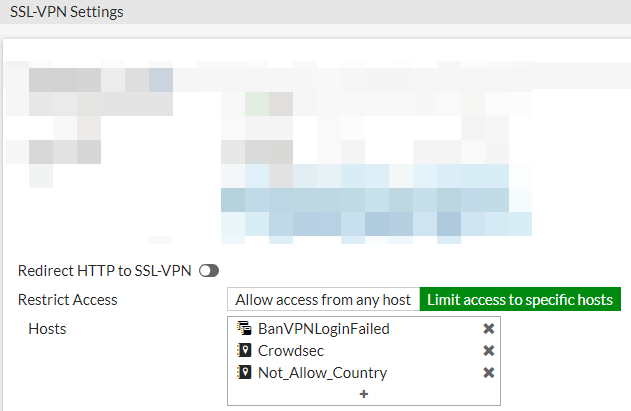 SSL-VPN Settings
Redirect HTTP to SSL-VPN
Restrict Access Allow access from any host Limit access to specific hosts
Hosts BanVPNLoginFailed
Crowdsec
Not_Allow_Country